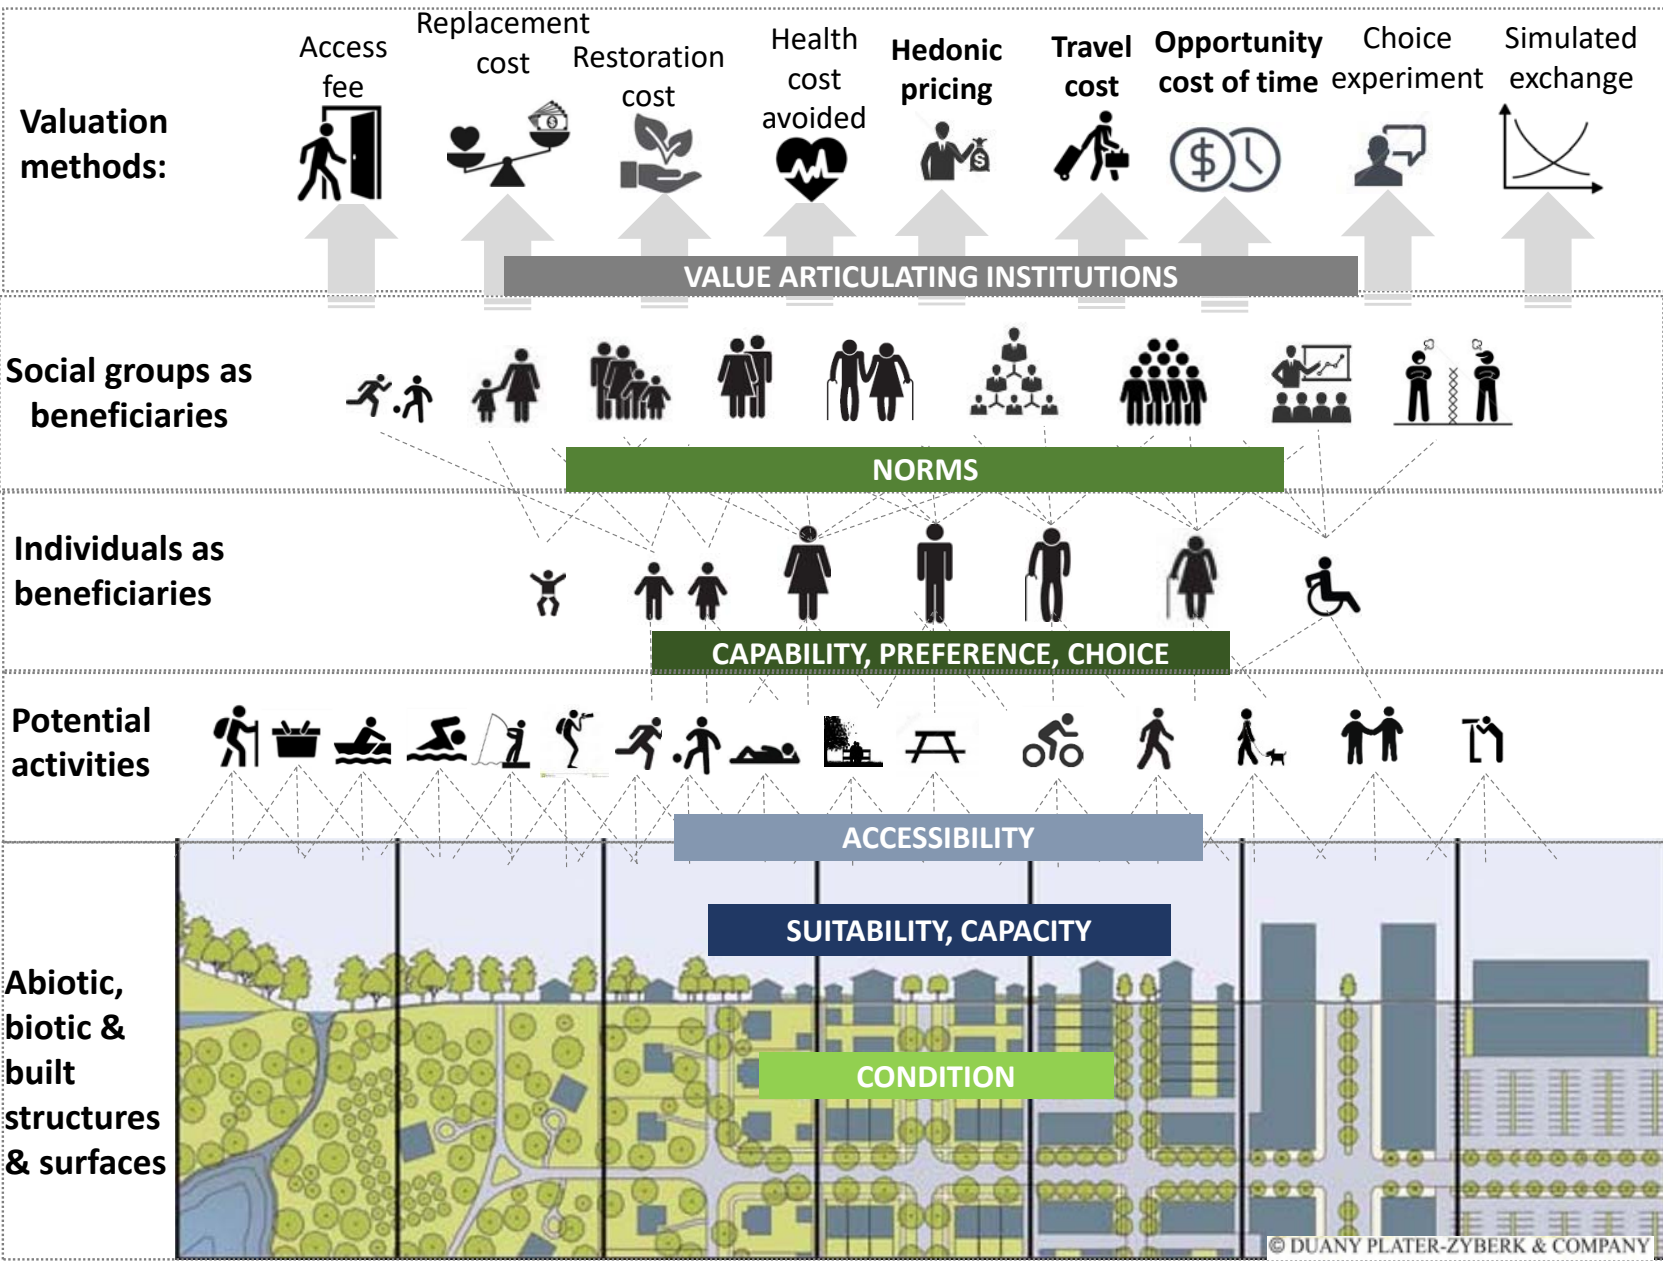 Valuation
methods:
Access
fee
Replacement
cost
Restoration
cost
Health
cost
avoided
Hedonic
pricing
Travel
cost
Opportunity
cost of time
Choice
experiment
Simulated
exchange
VALUE ARTICULATING INSTITUTIONS
Social groups as
beneficiaries
NORMS
Individuals as
beneficiaries
CAPABILITY, PREFERENCE, CHOICE
Potential
activities
ACCESSIBILITY
SUITABILITY, CAPACITY
Abiotic,
biotic &
built
structures
& surfaces
CONDITION
© DUANY PLATER-ZYBERK & COMPANY